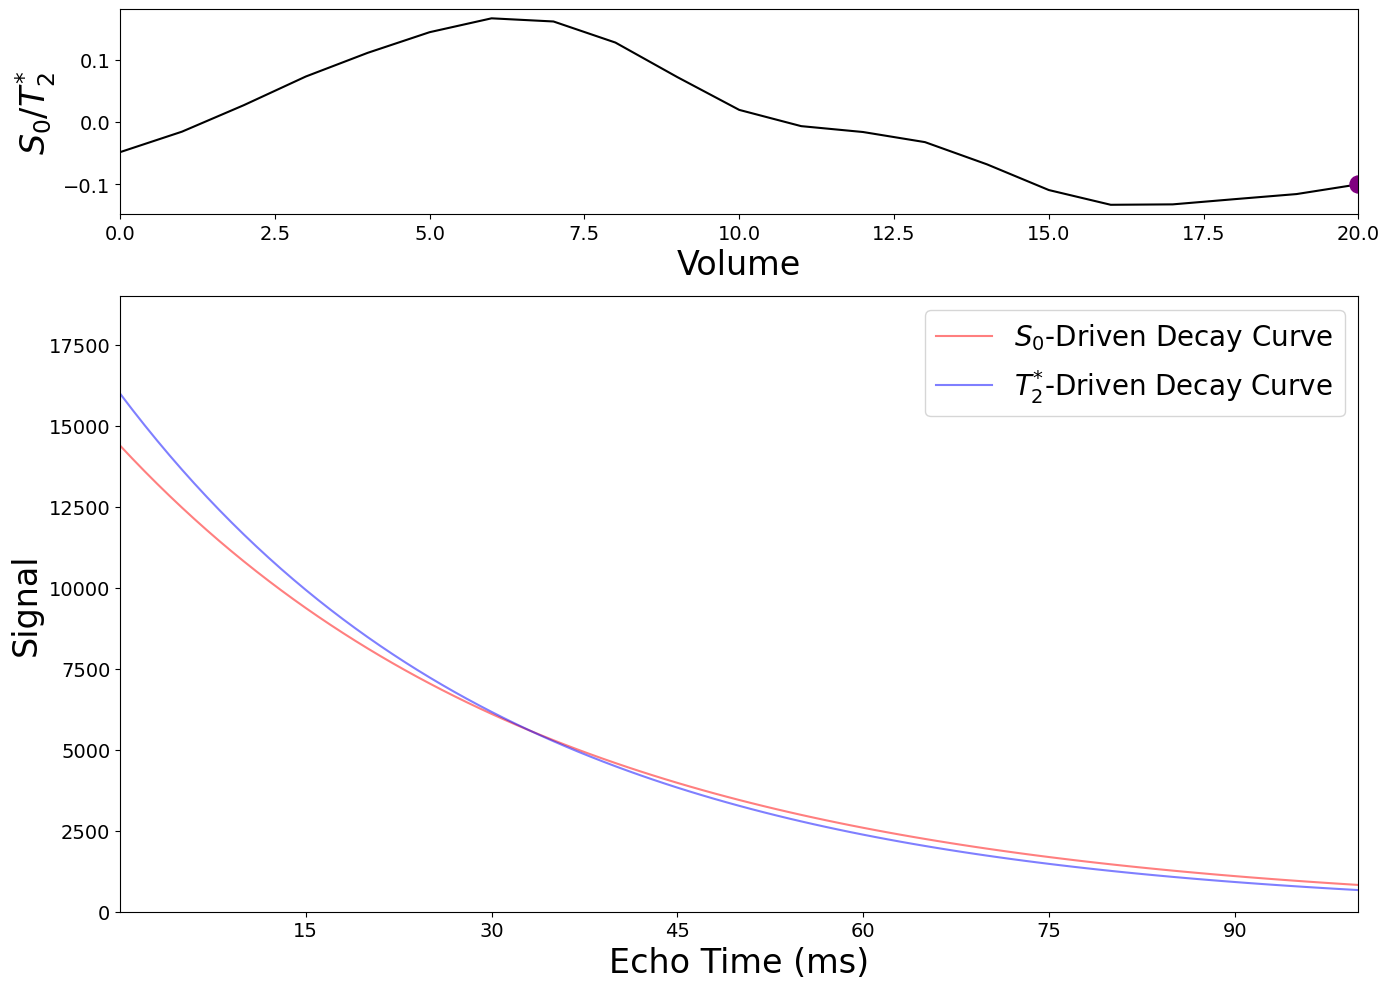 S₀/T₂*
0.1
0.0
−0.1
0.0 2.5 5.0 7.5 10.0 12.5 15.0 17.5 20.0
Volume
S₀-Driven Decay Curve
T₂*-Driven Decay Curve
Signal
17500
15000
12500
10000
7500
5000
2500
0
15 30 45 60 75 90
Echo Time (ms)